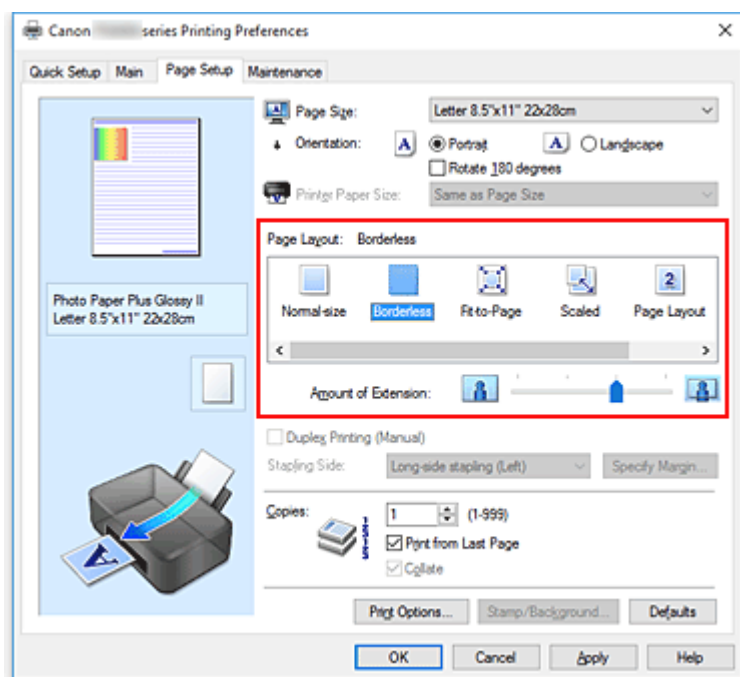 Canon series Printing Preferences
Quick Setup Main Page Setup Maintenance
Page Size: Letter 8.5"x11" 22x28cm
Orientation: A Portrait A Landscape
Rotate 180 degrees
Printer Paper Size: Same as Page Size
Page Layout: Borderless
2
Normal-size Borderless Fit-to-Page Scaled Page Layout
Photo Paper Plus Glossy II
Letter 8.5"x11" 22x28cm
Amount of Extension:
Duplex Printing (Manual)
Stapling Side: Long-side stapling (Left) Specify Margin...
Copies: 1 (1-999)
Print from Last Page
Collate
A
Print Options... Stamp/Background... Defaults
OK Cancel Apply Help